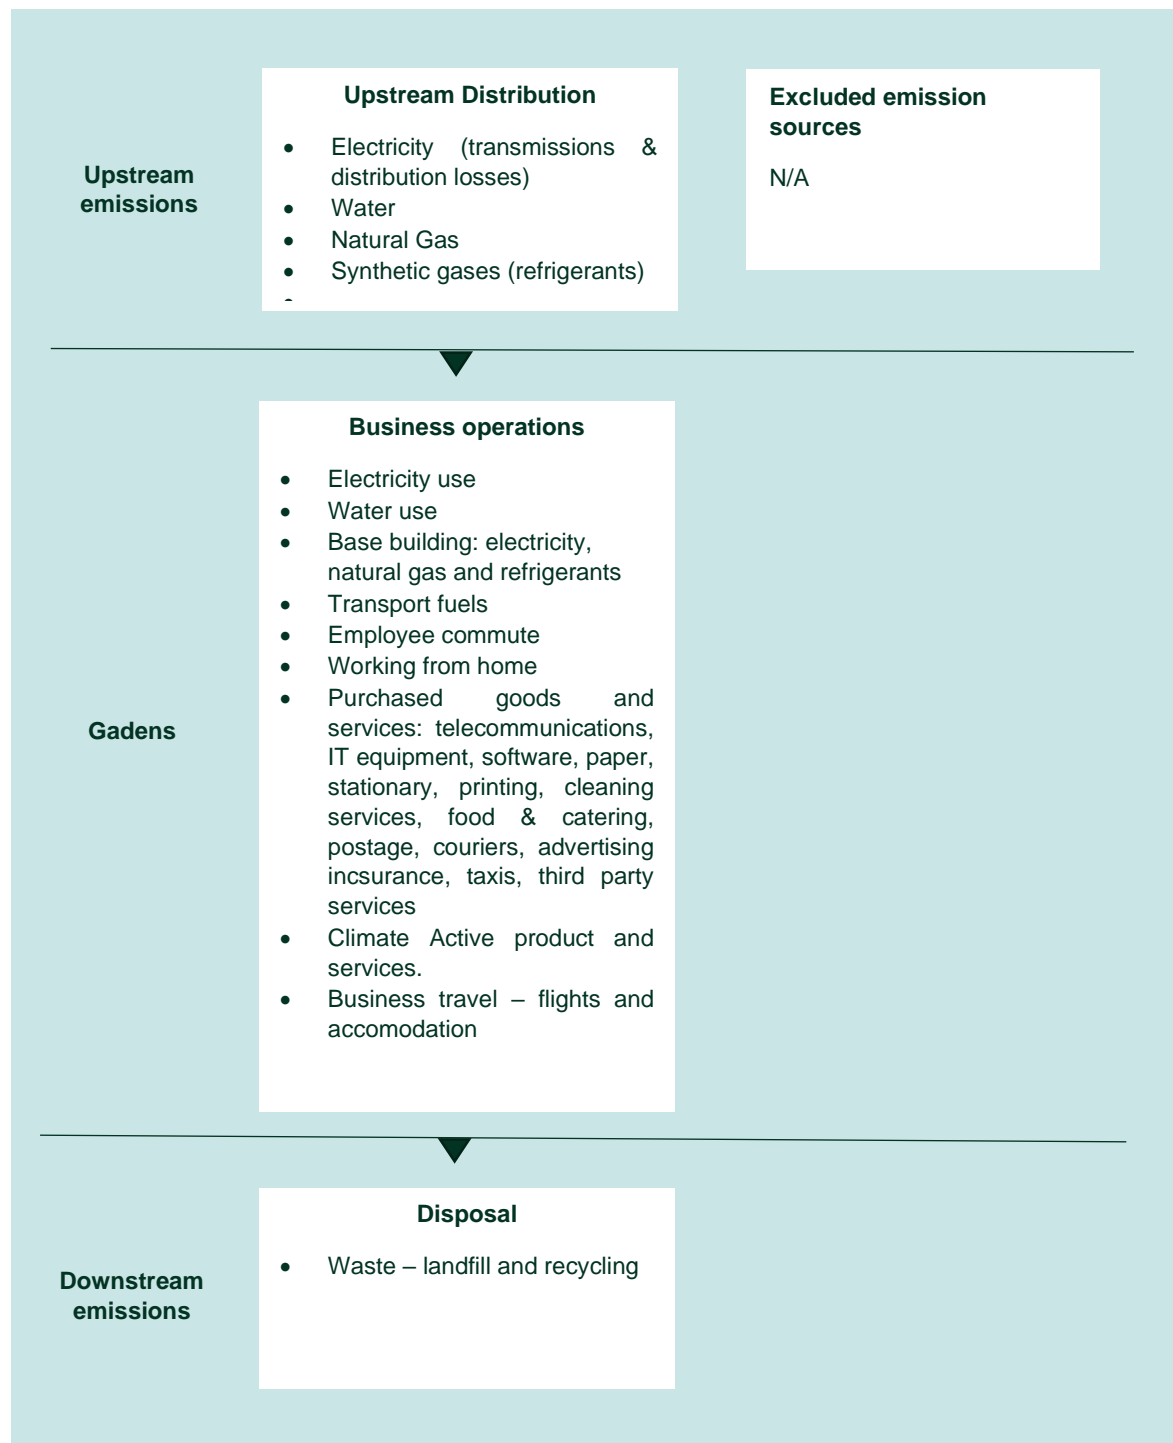 Upstream emissions
Upstream Distribution
• Electricity (transmissions &
distribution losses)
• Water
• Natural Gas
• Synthetic gases (refrigerants)
•
Excluded emission
sources
N/A
Gadens
Business operations
• Electricity use
• Water use
• Base building: electricity,
natural gas and refrigerants
• Transport fuels
• Employee commute
• Working from home
• Purchased goods and
services: telecommunications,
IT equipment, software, paper,
stationary, printing, cleaning
services, food & catering,
postage, couriers, advertising
incsurance, taxis, third party
services
• Climate Active product and
services.
• Business travel – flights and
accomodation
Downstream
emissions
Disposal
• Waste – landfill and recycling